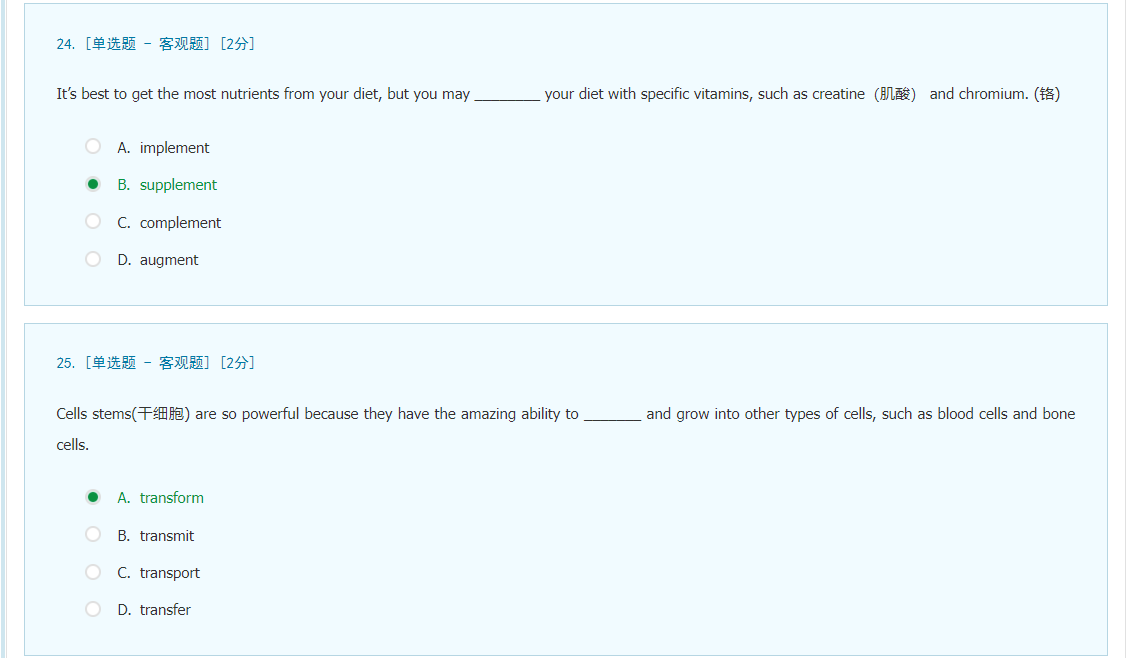 24. [单选题 - 客观题] [2分]
It's best to get the most nutrients from your diet, but you may ________ your diet with specific vitamins, such as creatine（肌酸） and chromium. (铬)
A. implement
B. supplement
C. complement
D. augment
25. [单选题 - 客观题] [2分]
Cells stems(干细胞) are so powerful because they have the amazing ability to _______ and grow into other types of cells, such as blood cells and bone
cells.
A. transform
B. transmit
C. transport
D. transfer